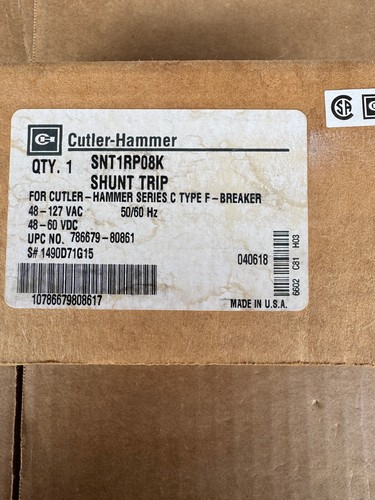 Cutler-Hammer
QTY. 1 SNT1RP08K
SHUNT TRIP
FOR CUTLER-HAMMER SERIES C TYPE F-BREAKER
48-127 VAC 50/60 Hz
48-60 VDC
UPC NO. 786679-80861
S# 1490D71G15
040618
10786679808617
MADE IN U.S.A.
6602 C81 H03